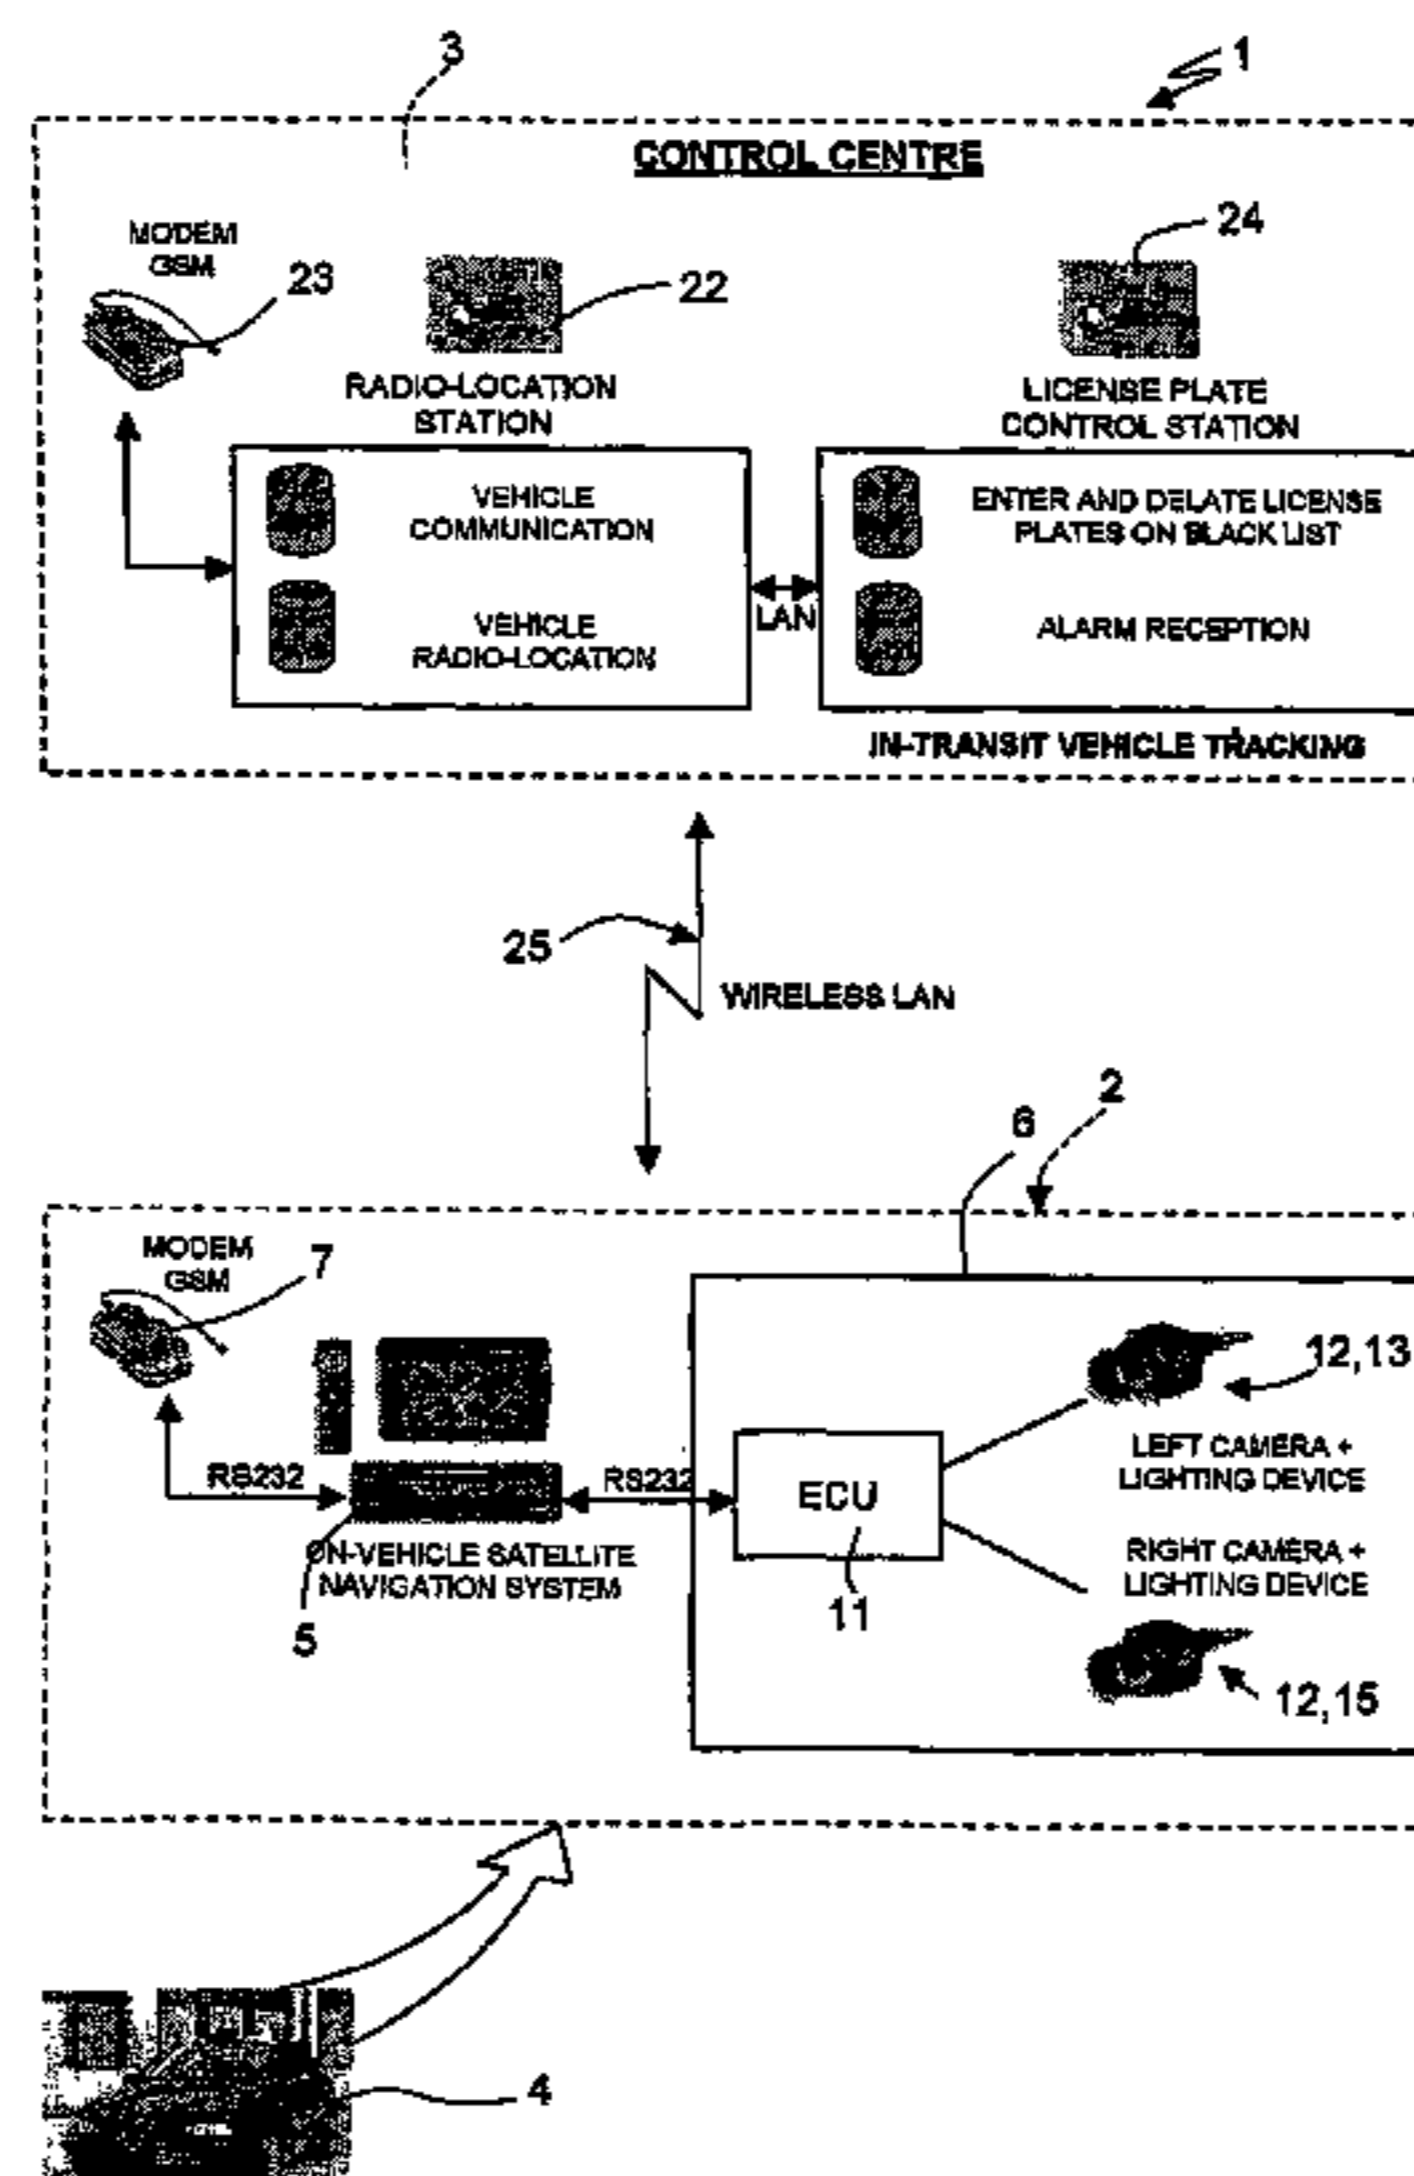 3
1
CONTROL CENTRE
MODEM
GSM
23
22
24
RADIO-LOCATION
STATION
LICENSE PLATE
CONTROL STATION
VEHICLE
COMMUNICATION
VEHICLE
RADIO-LOCATION
LAN
ENTER AND DELATE LICENSE
PLATES ON BLACK LIST
ALARM RECEPTION
IN-TRANSIT VEHICLE TRACKING
25
WIRELESS LAN
2
6
MODEM
GSM
7
12,13
LEFT CAMERA +
LIGHTING DEVICE
RS232
RS232
ECU
ON-VEHICLE SATELLITE
NAVIGATION SYSTEM
5
11
RIGHT CAMERA +
LIGHTING DEVICE
12,15
4